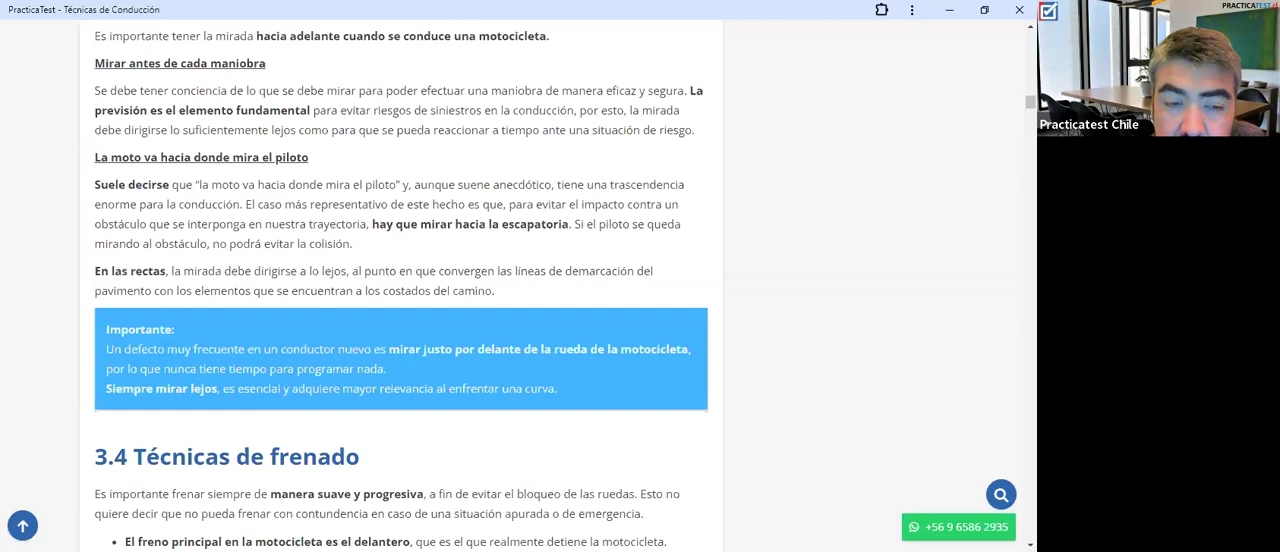 PracticaTest - Técnicas de Conducción
Es importante tener la mirada hacia adelante cuando se conduce una motocicleta.
Mirar antes de cada maniobra
Se debe tener conciencia de lo que se debe mirar para poder efectuar una maniobra de manera eficaz y segura. La
previsión es el elemento fundamental para evitar riesgos de siniestros en la conducción, por esto, la mirada
debe dirigirse lo suficientemente lejos como para que se pueda reaccionar a tiempo ante una situación de riesgo.
La moto va hacia donde mira el piloto
Suele decirse que “la moto va hacia donde mira el piloto” y, aunque suene anecdótico, tiene una trascendencia
enorme para la conducción. El caso más representativo de este hecho es que, para evitar el impacto contra un
obstáculo que se interponga en nuestra trayectoria, hay que mirar hacia la escapatoria. Si el piloto se queda
mirando al obstáculo, no podrá evitar la colisión.
En las rectas, la mirada debe dirigirse a lo lejos, al punto en que convergen las líneas de demarcación del
pavimento con los elementos que se encuentran a los costados del camino.
Importante:
Un defecto muy frecuente en un conductor nuevo es mirar justo por delante de la rueda de la motocicleta,
por lo que nunca tiene tiempo para programar nada.
Siempre mirar lejos, es esencial y adquiere mayor relevancia al enfrentar una curva.
3.4 Técnicas de frenado
Es importante frenar siempre de manera suave y progresiva, a fin de evitar el bloqueo de las ruedas. Esto no
quiere decir que no pueda frenar con contundencia en caso de una situación apurada o de emergencia.
• El freno principal en la motocicleta es el delantero, que es el que realmente detiene la motocicleta.
+56 9 6586 2935
PRACTICATEST.cl
Practicatest Chile